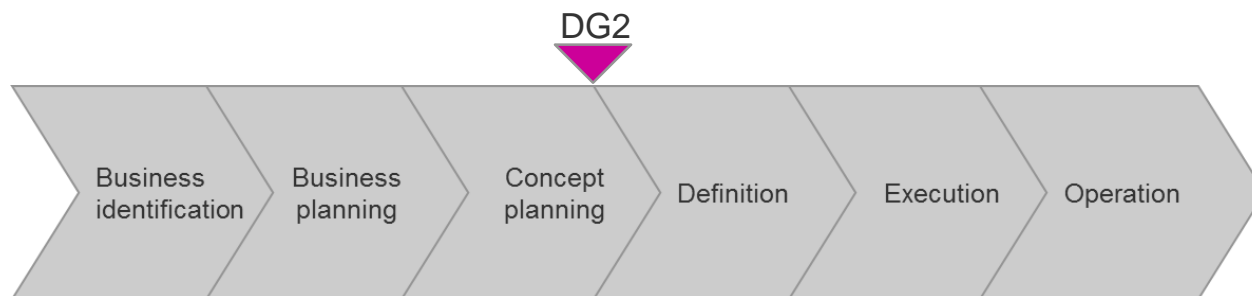 DG2
Business
identification
Business
planning
Concept
planning
Definition
Execution
Operation